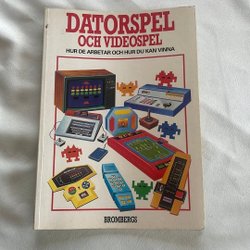 DATORSPEL
OCH VIDEOSPEL
HUR DE ARBETAR OCH HUR DU KAN VINNA
BROMBERGS